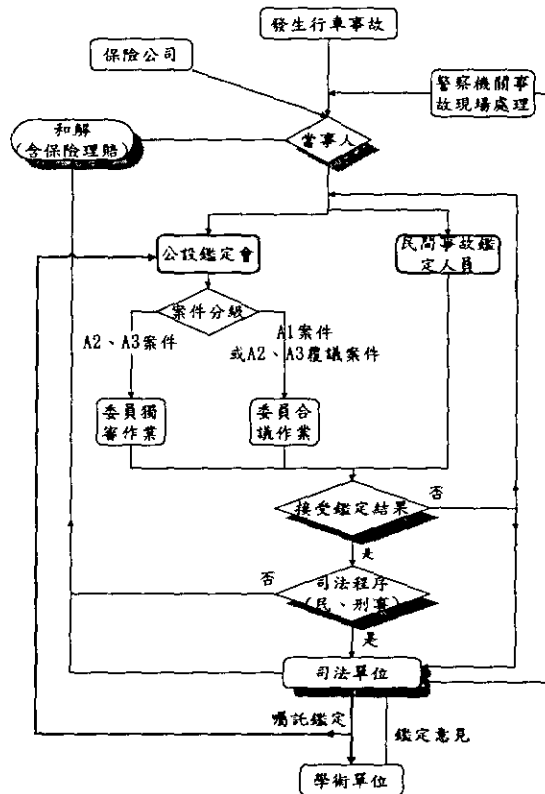 發生行車事故
保險公司
警察機關事
故現場處理
和解
(含保險理賠)
當事人
公設鑑定會
民間事故鑑
定人員
案件分級
A2、A3案件
A1案件
或A2、A3覆議案件
委員獨
審作業
委員合
議作業
接受鑑定結果
否
是
否
司法程序
(民、刑事)
是
司法單位
囑託鑑定
鑑定意見
學術單位